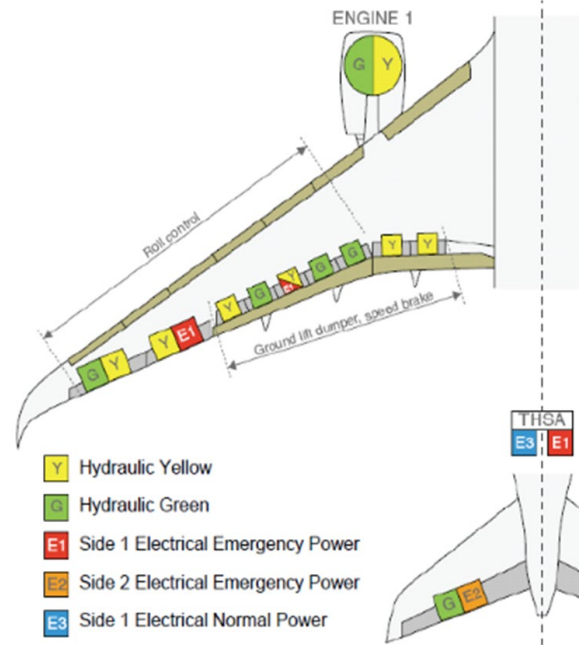 ENGINE 1
G Y
Roll control
Y Y
G
G
Y E1
G
Y
Y E1
G Y
Ground lift dumper, speed brake
THSA
E3 E1
Y Hydraulic Yellow
G Hydraulic Green
E1 Side 1 Electrical Emergency Power
E2 Side 2 Electrical Emergency Power
E3 Side 1 Electrical Normal Power
G E2